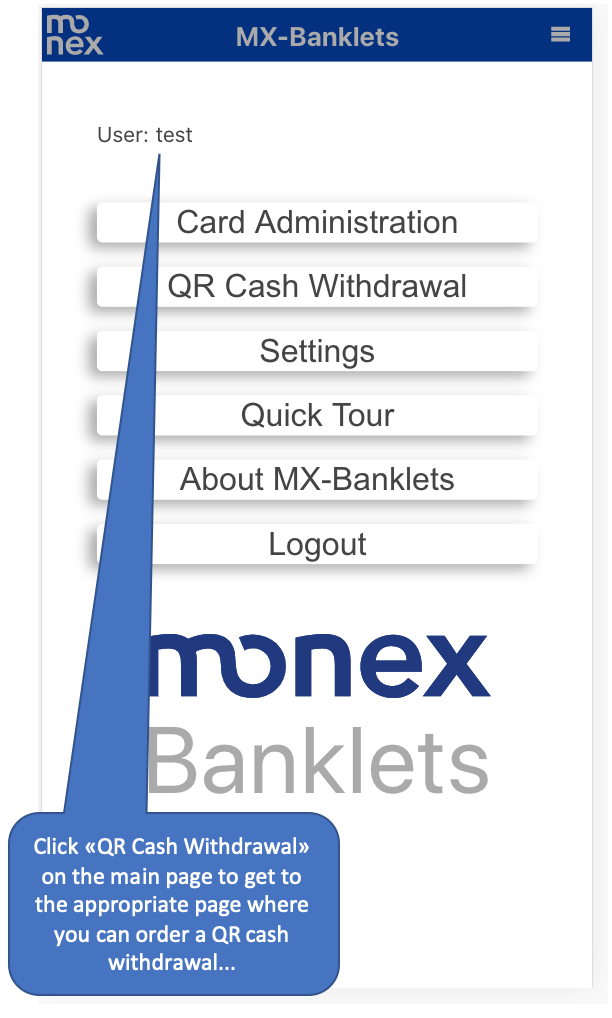 monex
MX-Banklets
User: test
Card Administration
QR Cash Withdrawal
Settings
Quick Tour
About MX-Banklets
Logout
monex
Banklets
Click «QR Cash Withdrawal»
on the main page to get to
the appropriate page where
you can order a QR cash
withdrawal...